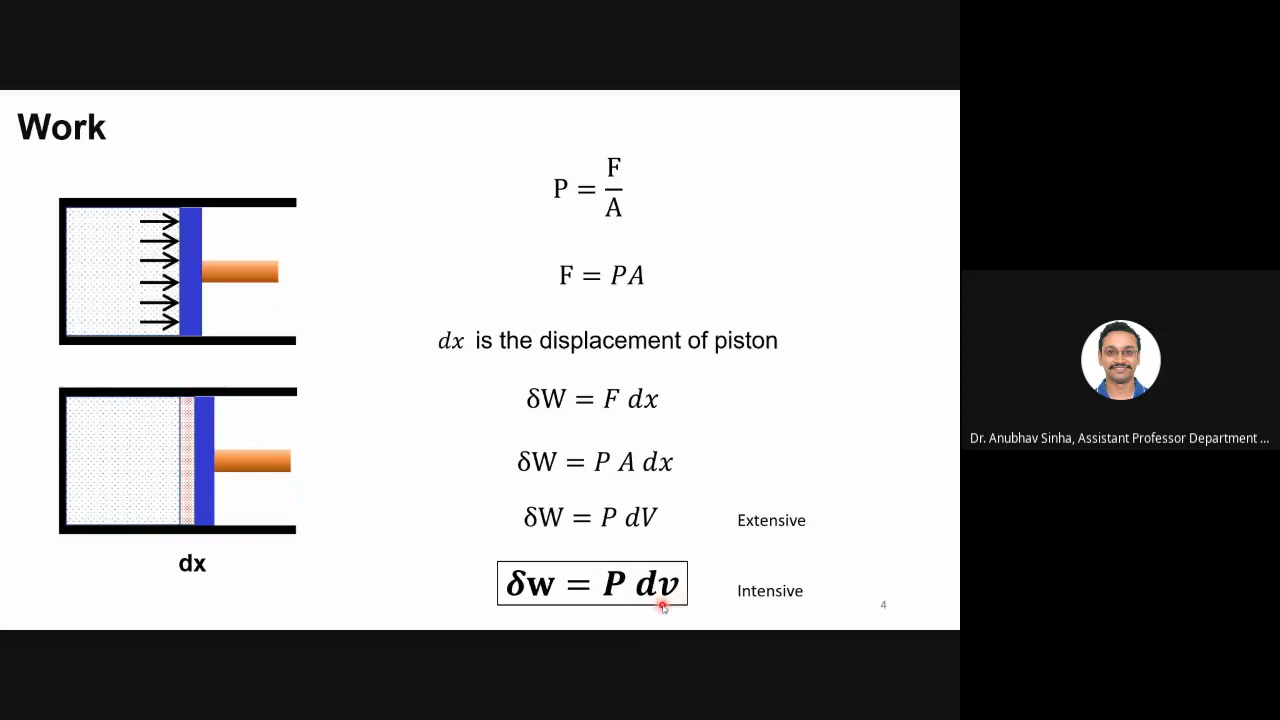 Work
P = F/A
F = PA
dx is the displacement of piston
δW = F dx
δW = P A dx
δW = P dV Extensive
δw = P dv Intensive
dx
4
Dr. Anubhav Sinha, Assistant Professor Department ...